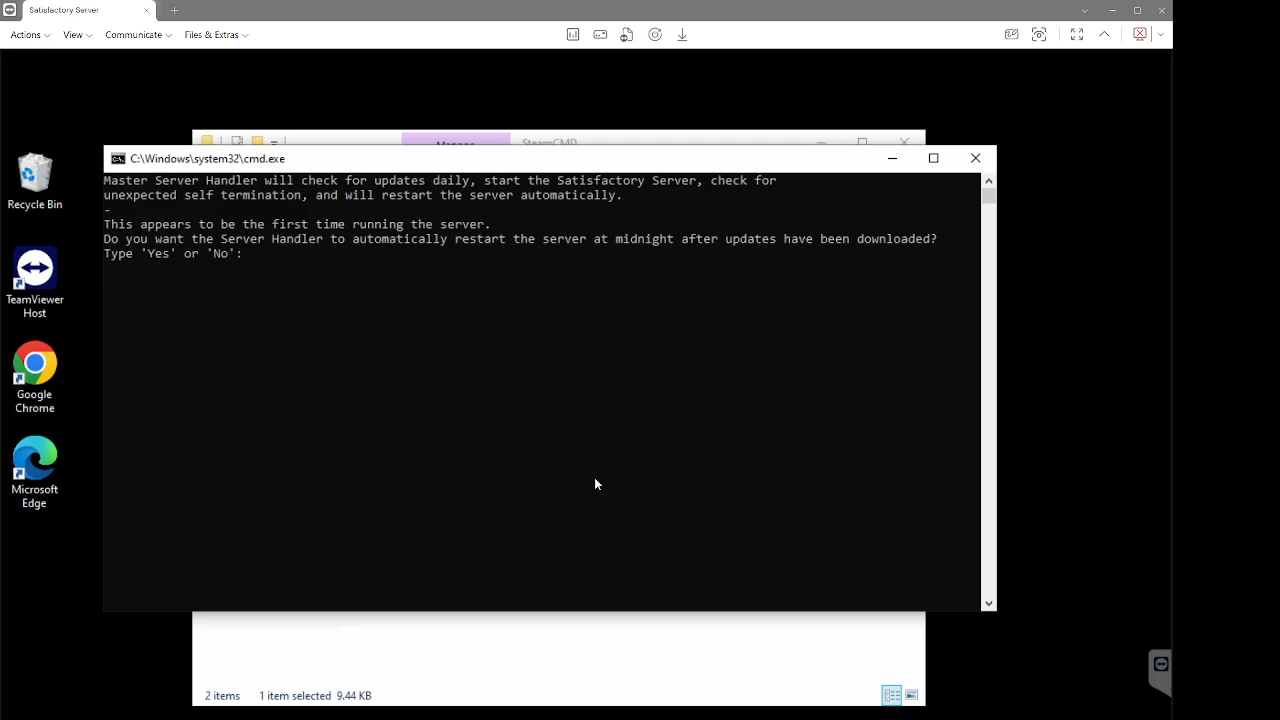 Satisfactory Server
Actions
View
Communicate
Files & Extras
Manage
SteamCMD
C:\Windows\system32\cmd.exe
Master Server Handler will check for updates daily, start the Satisfactory Server, check for
unexpected self termination, and will restart the server automatically.
-
This appears to be the first time running the server.
Do you want the Server Handler to automatically restart the server at midnight after updates have been downloaded?
Type 'Yes' or 'No':
Recycle Bin
TeamViewer
Host
Google
Chrome
Microsoft
Edge
2 items
1 item selected 9.44 KB